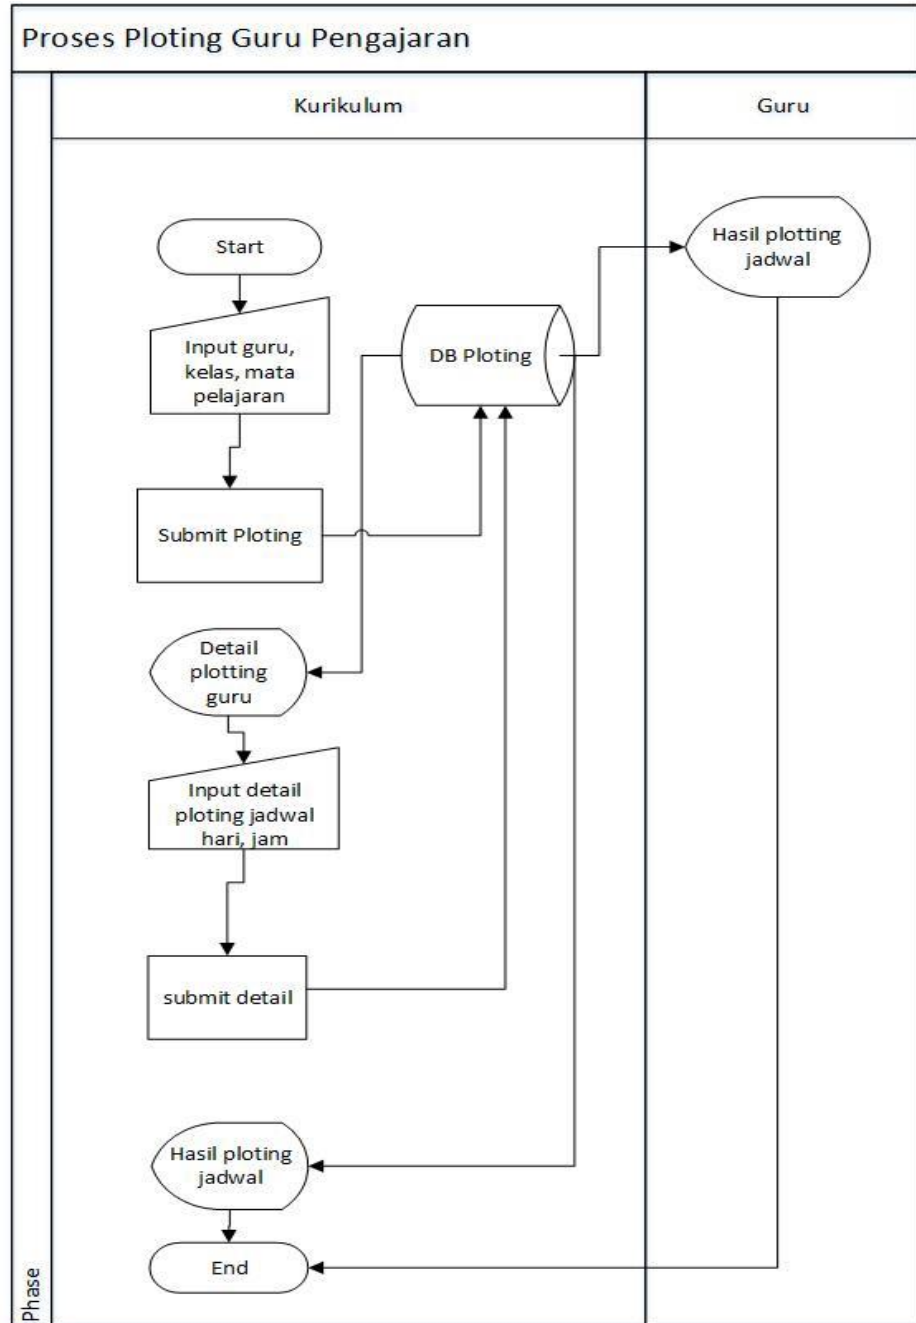 Proses Ploting Guru Pengajaran
Kurikulum
Guru
Start
Hasil plotting
jadwal
Input guru,
kelas, mata
pelajaran
DB Ploting
Submit Ploting
Detail
plotting
guru
Input detail
ploting jadwal
hari, jam
submit detail
Hasil ploting
jadwal
End
Phase